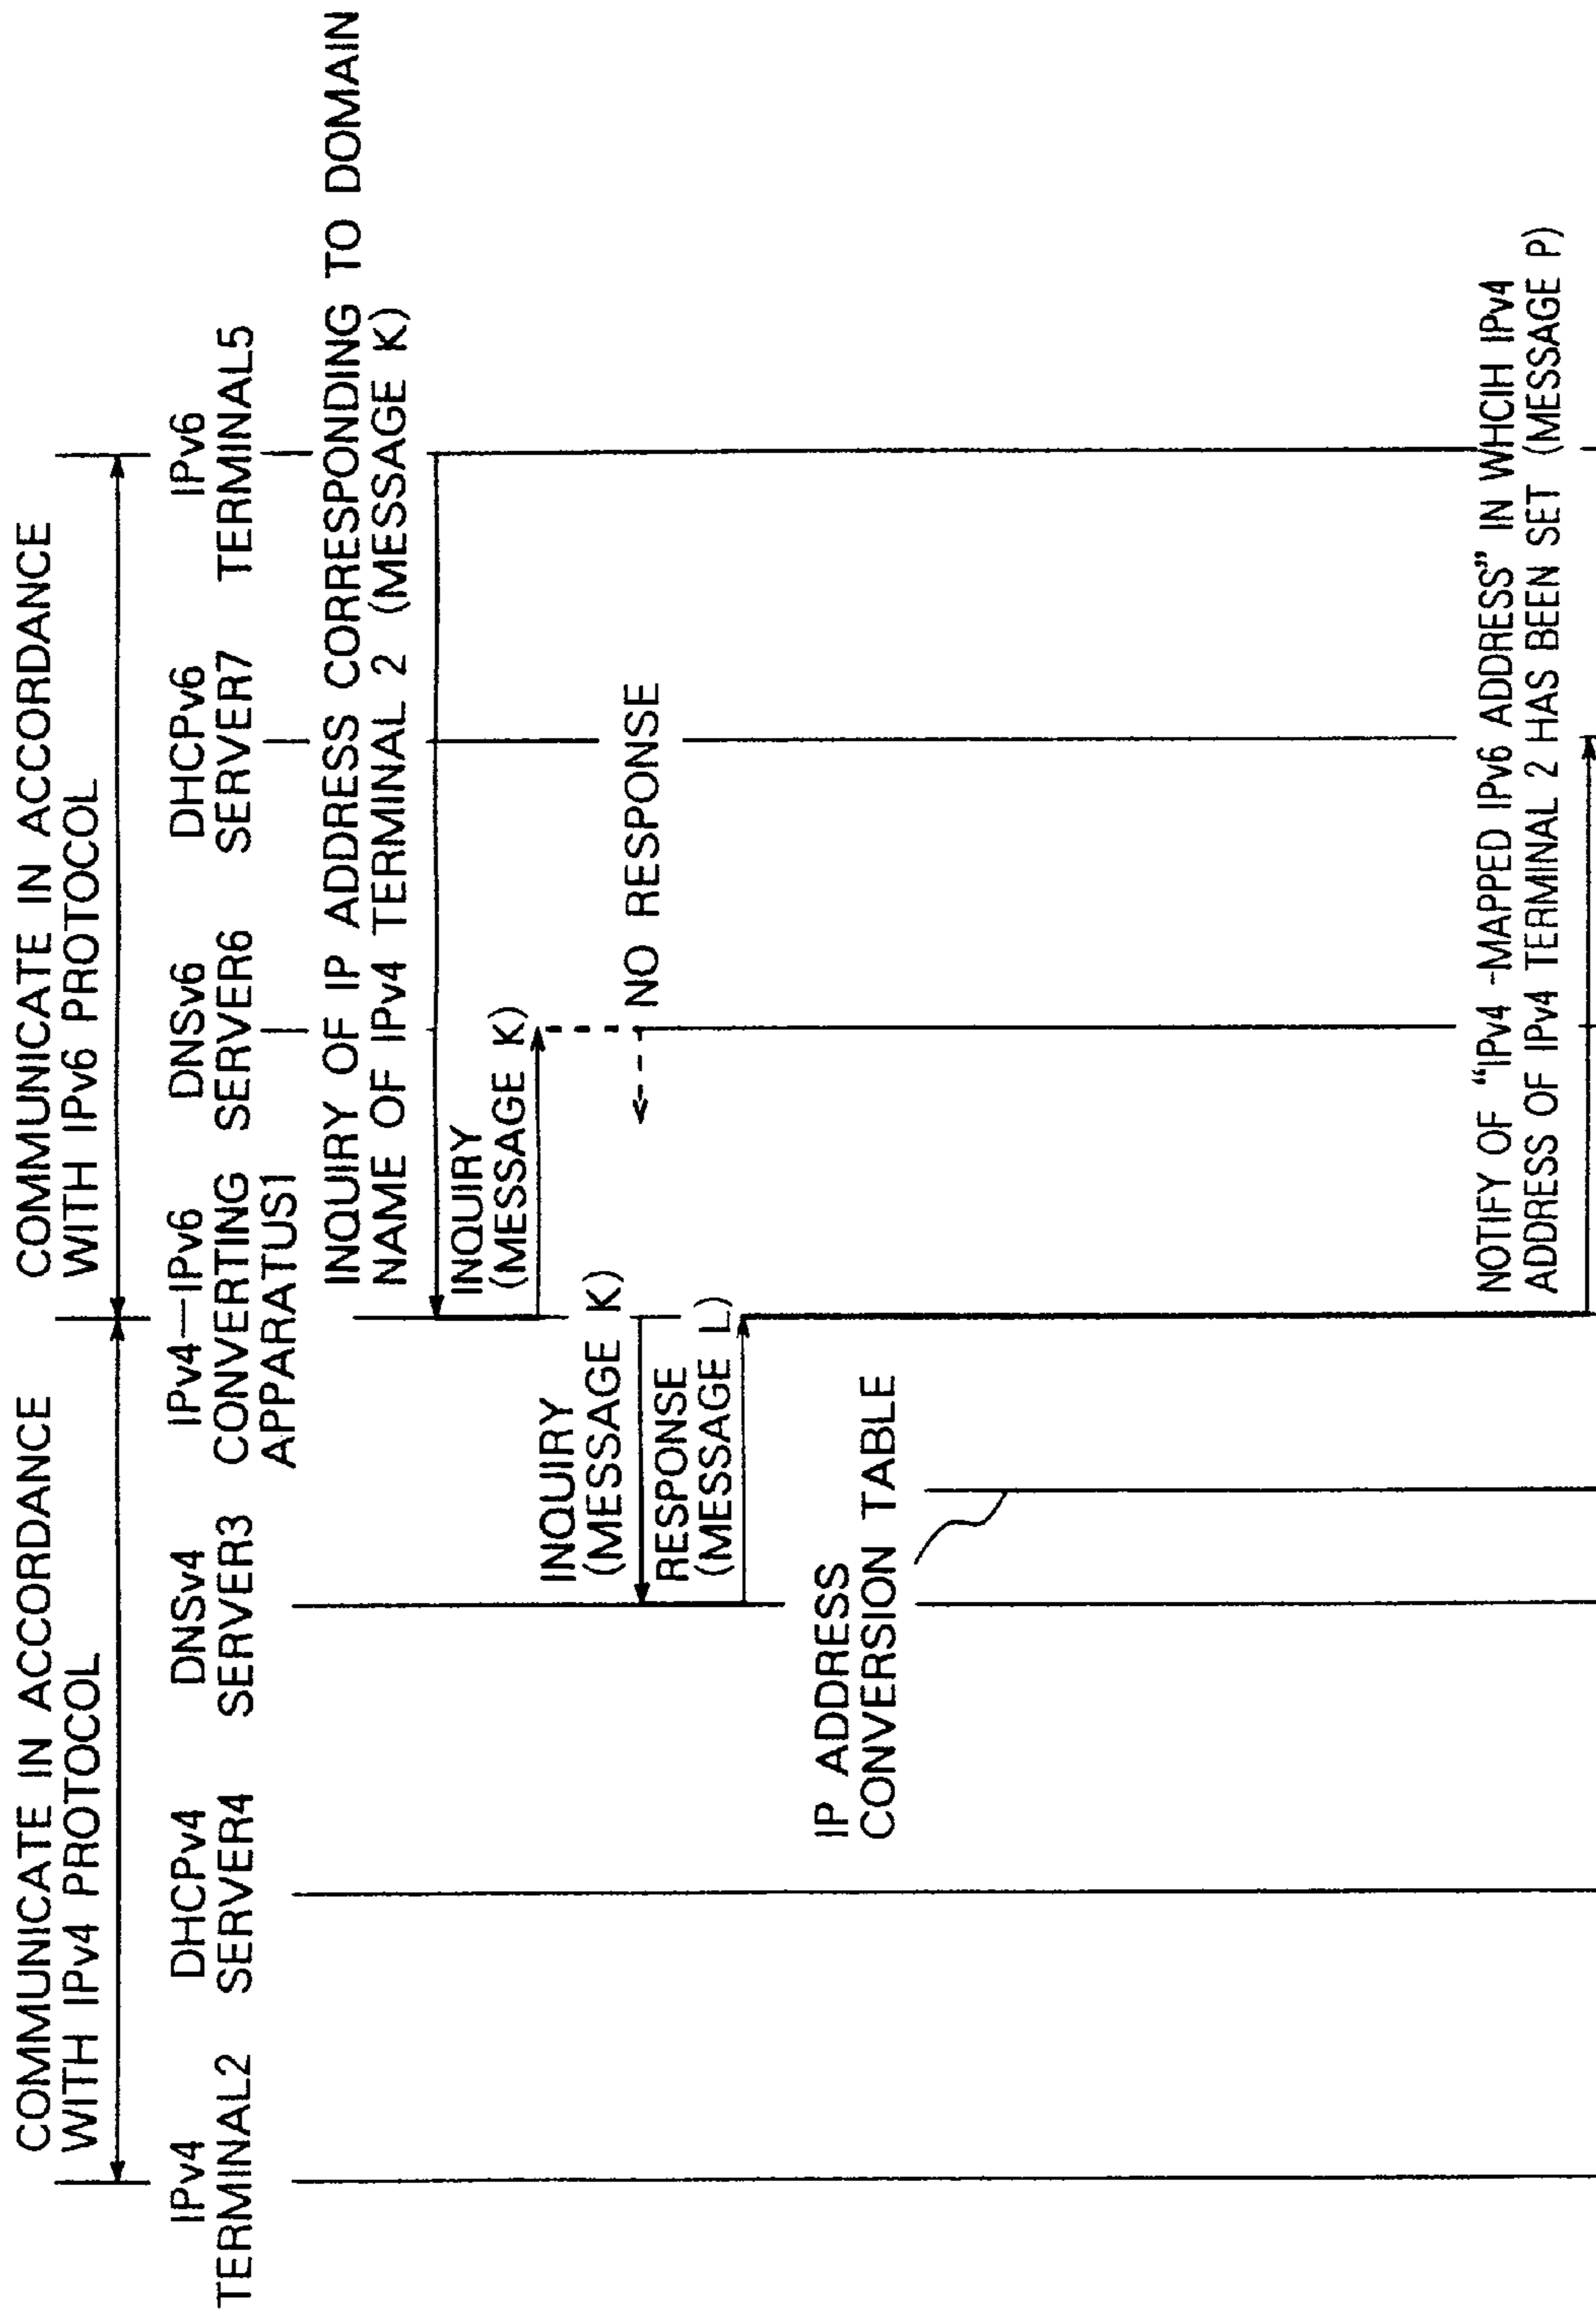 COMMUNICATE IN ACCORDANCE
WITH IPv4 PROTOCOL
COMMUNICATE IN ACCORDANCE
WITH IPv6 PROTOCOL
IPv4
TERMINAL2
DHCPv4
SERVER4
DNSv4
SERVER3
IPv4-IPv6
CONVERTING
APPARATUS1
DNSv6
SERVER6
DHCPv6
SERVER7
IPv6
TERMINAL5
INQUIRY OF IP ADDRESS CORRESPONDING TO DOMAIN
NAME OF IPv4 TERMINAL 2 (MESSAGE K)
INQUIRY
(MESSAGE K)
INQUIRY
(MESSAGE K)
NO RESPONSE
RESPONSE
(MESSAGE L)
IP ADDRESS
CONVERSION TABLE
NOTIFY OF "IPv4 -MAPPED IPv6 ADDRESS" IN WHCIH IPv4
ADDRESS OF IPv4 TERMINAL 2 HAS BEEN SET (MESSAGE P)